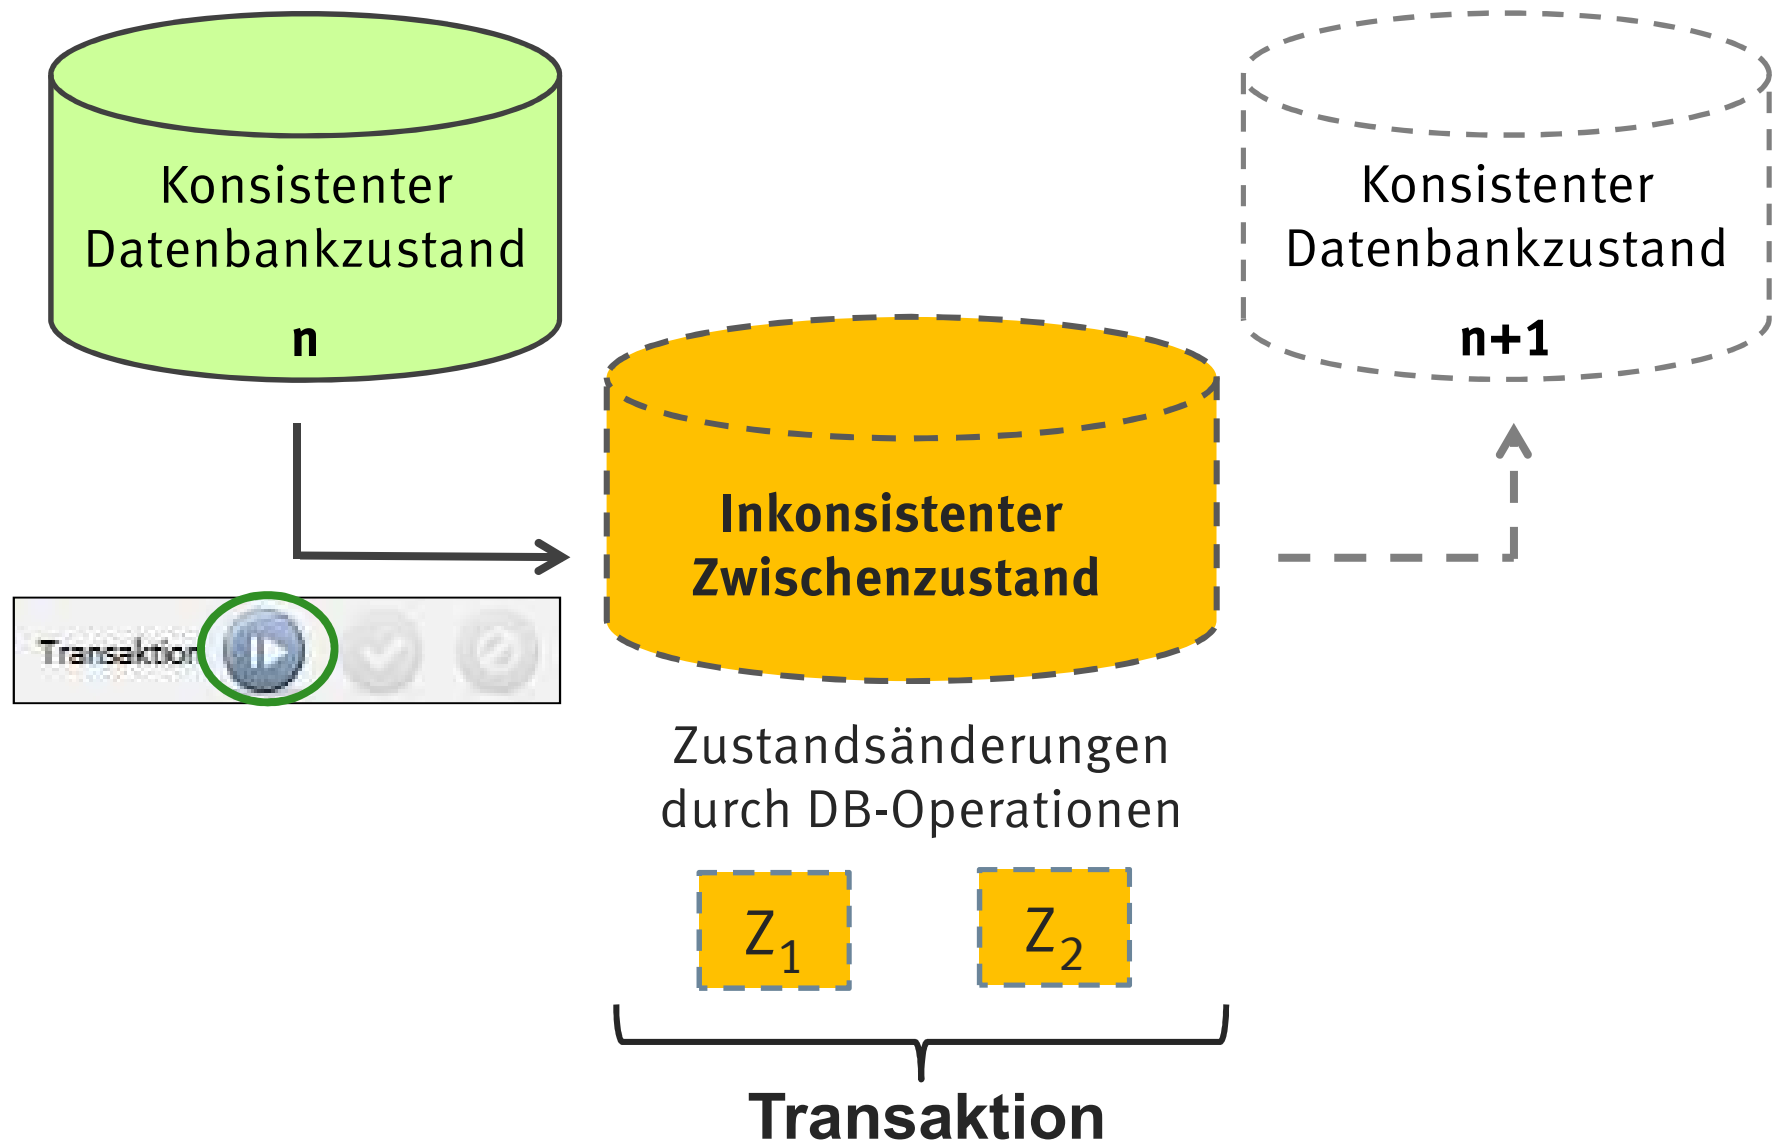 Konsistenter
Datenbankzustand
n
Konsistenter
Datenbankzustand
n+1
Inkonsistenter
Zwischenzustand
Transaktion
Zustandsänderungen
durch DB-Operationen
Z1
Z2
Transaktion